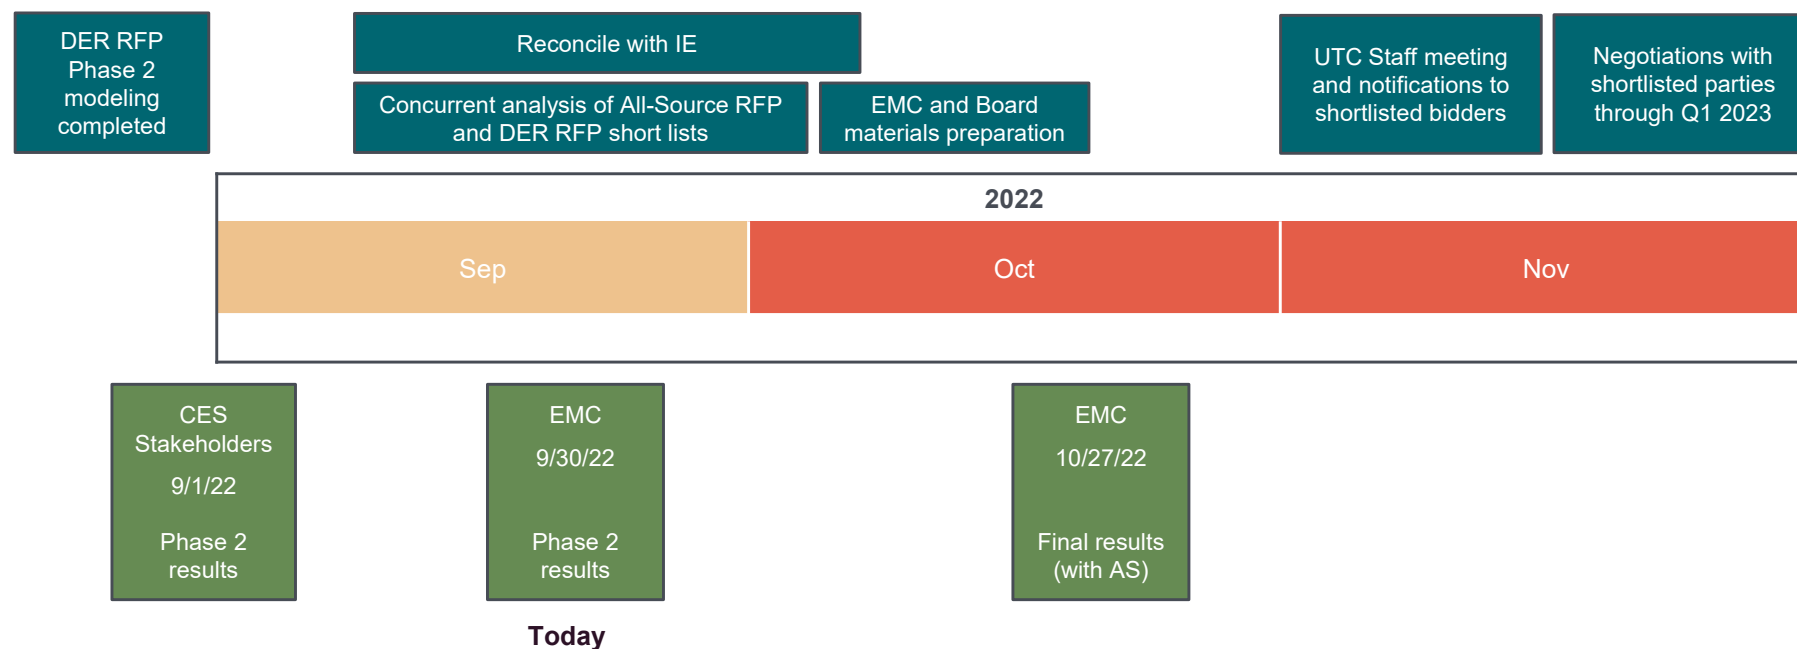 DER RFP
Phase 2
modeling
completed
Reconcile with IE
Concurrent analysis of All-Source RFP
and DER RFP short lists
EMC and Board
materials preparation
UTC Staff meeting
and notifications to
shortlisted bidders
Negotiations with
shortlisted parties
through Q1 2023
2022
Sep
Oct
Nov
CES
Stakeholders
9/1/22
Phase 2
results
EMC
9/30/22
Phase 2
results
EMC
10/27/22
Final results
(with AS)
Today